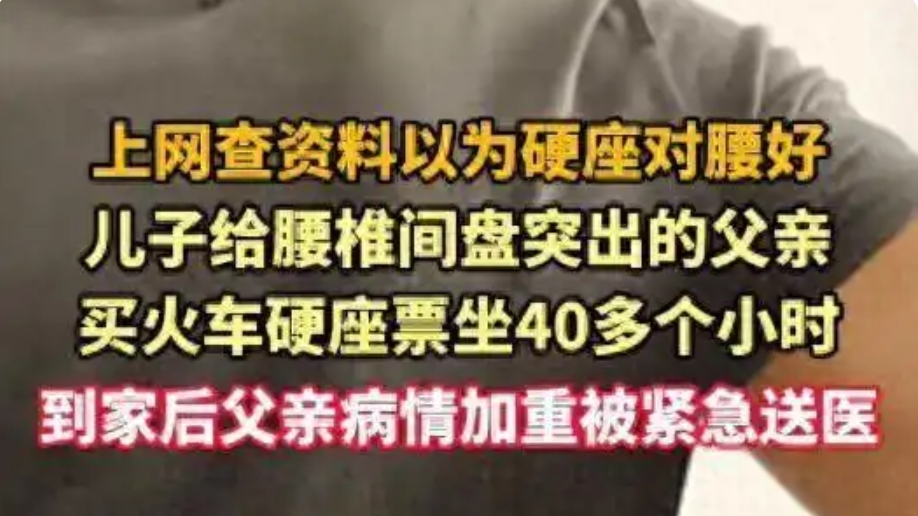 上网查资料以为硬座对腰好
儿子给腰椎间盘突出的父亲
买火车硬座票坐40多个小时
到家后父亲病情加重被紧急送医